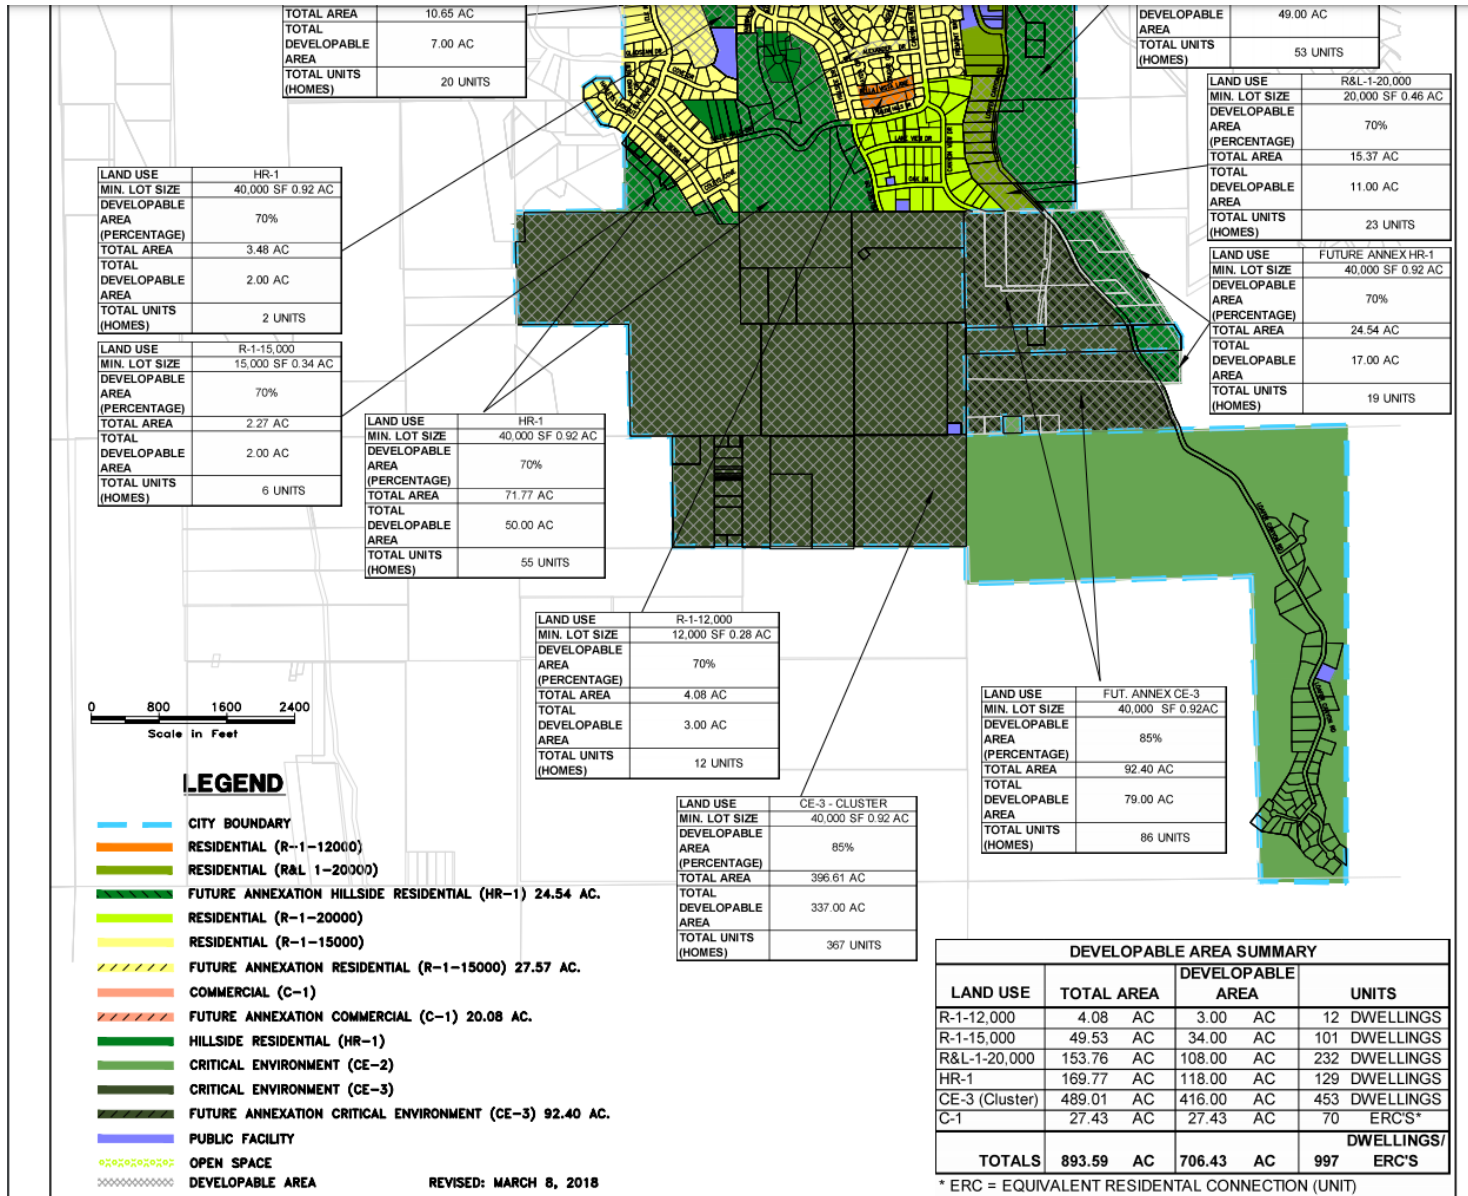 TOTAL AREA 10.65 AC
TOTAL DEVELOPABLE AREA 7.00 AC
TOTAL UNITS (HOMES) 20 UNITS
DEVELOPABLE AREA 49.00 AC
TOTAL UNITS (HOMES) 53 UNITS
LAND USE R&L-1-20,000
MIN. LOT SIZE 20,000 SF 0.46 AC
DEVELOPABLE AREA (PERCENTAGE) 70%
TOTAL AREA 15.37 AC
TOTAL DEVELOPABLE AREA 11.00 AC
TOTAL UNITS (HOMES) 23 UNITS
LAND USE HR-1
MIN. LOT SIZE 40,000 SF 0.92 AC
DEVELOPABLE AREA (PERCENTAGE) 70%
TOTAL AREA 3.48 AC
TOTAL DEVELOPABLE AREA 2.00 AC
TOTAL UNITS (HOMES) 2 UNITS
LAND USE FUTURE ANNEX HR-1
MIN. LOT SIZE 40,000 SF 0.92 AC
DEVELOPABLE AREA (PERCENTAGE) 70%
TOTAL AREA 24.54 AC
TOTAL DEVELOPABLE AREA 17.00 AC
TOTAL UNITS (HOMES) 19 UNITS
LAND USE R-1-15,000
MIN. LOT SIZE 15,000 SF 0.34 AC
DEVELOPABLE AREA (PERCENTAGE) 70%
TOTAL AREA 2.27 AC
TOTAL DEVELOPABLE AREA 2.00 AC
TOTAL UNITS (HOMES) 6 UNITS
LAND USE HR-1
MIN. LOT SIZE 40,000 SF 0.92 AC
DEVELOPABLE AREA (PERCENTAGE) 70%
TOTAL AREA 71.77 AC
TOTAL DEVELOPABLE AREA 50.00 AC
TOTAL UNITS (HOMES) 55 UNITS
LAND USE R-1-12,000
MIN. LOT SIZE 12,000 SF 0.28 AC
DEVELOPABLE AREA (PERCENTAGE) 70%
TOTAL AREA 4.08 AC
TOTAL DEVELOPABLE AREA 3.00 AC
TOTAL UNITS (HOMES) 12 UNITS
LAND USE FUT. ANNEX CE-3
MIN. LOT SIZE 40,000 SF 0.92AC
DEVELOPABLE AREA (PERCENTAGE) 85%
TOTAL AREA 92.40 AC
TOTAL DEVELOPABLE AREA 79.00 AC
TOTAL UNITS (HOMES) 86 UNITS
LAND USE CE-3 - CLUSTER
MIN. LOT SIZE 40,000 SF 0.92 AC
DEVELOPABLE AREA (PERCENTAGE) 85%
TOTAL AREA 396.61 AC
TOTAL DEVELOPABLE AREA 337.00 AC
TOTAL UNITS (HOMES) 367 UNITS
ALEXANDER DR
LAKE VIEW DR
0 800 1600 2400
Scale in Feet
LEGEND
CITY BOUNDARY
RESIDENTIAL (R-1-12000)
RESIDENTIAL (R&L 1-20000)
FUTURE ANNEXATION HILLSIDE RESIDENTIAL (HR-1) 24.54 AC.
RESIDENTIAL (R-1-20000)
RESIDENTIAL (R-1-15000)
FUTURE ANNEXATION RESIDENTIAL (R-1-15000) 27.57 AC.
COMMERCIAL (C-1)
FUTURE ANNEXATION COMMERCIAL (C-1) 20.08 AC.
HILLSIDE RESIDENTIAL (HR-1)
CRITICAL ENVIRONMENT (CE-2)
CRITICAL ENVIRONMENT (CE-3)
FUTURE ANNEXATION CRITICAL ENVIRONMENT (CE-3) 92.40 AC.
PUBLIC FACILITY
OPEN SPACE
DEVELOPABLE AREA
REVISED: MARCH 8, 2018
DEVELOPABLE AREA SUMMARY
LAND USE TOTAL AREA DEVELOPABLE AREA UNITS
R-1-12,000 4.08 AC 3.00 AC 12 DWELLINGS
R-1-15,000 49.53 AC 34.00 AC 101 DWELLINGS
R&L-1-20,000 153.76 AC 108.00 AC 232 DWELLINGS
HR-1 169.77 AC 118.00 AC 129 DWELLINGS
CE-3 (Cluster) 489.01 AC 416.00 AC 453 DWELLINGS
C-1 27.43 AC 27.43 AC 70 ERC'S*
TOTALS 893.59 AC 706.43 AC 997 DWELLINGS/ ERC'S
* ERC = EQUIVALENT RESIDENTAL CONNECTION (UNIT)